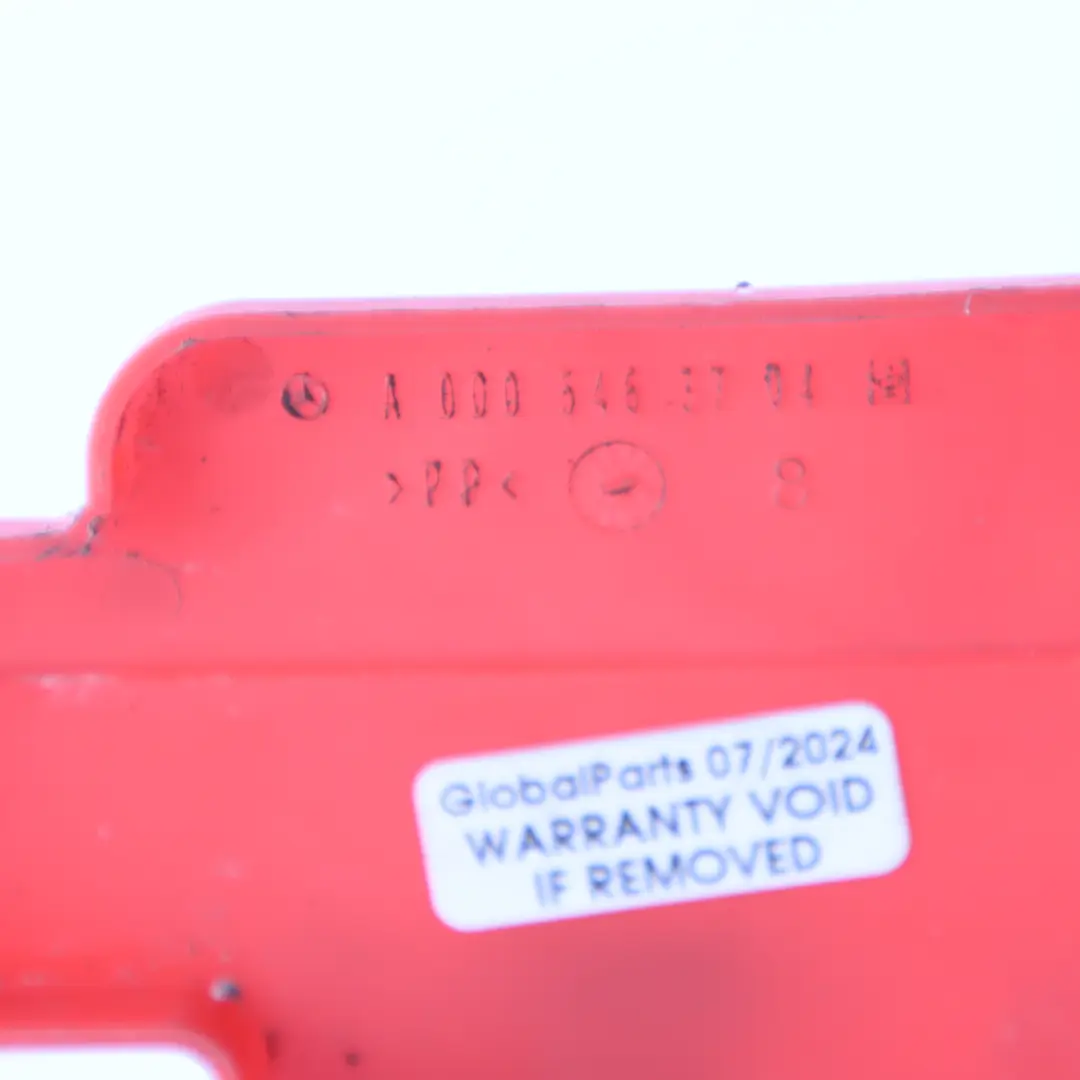 A 000 546 37 04
>PP< 8
GlobalParts 07/2024
WARRANTY VOID
IF REMOVED